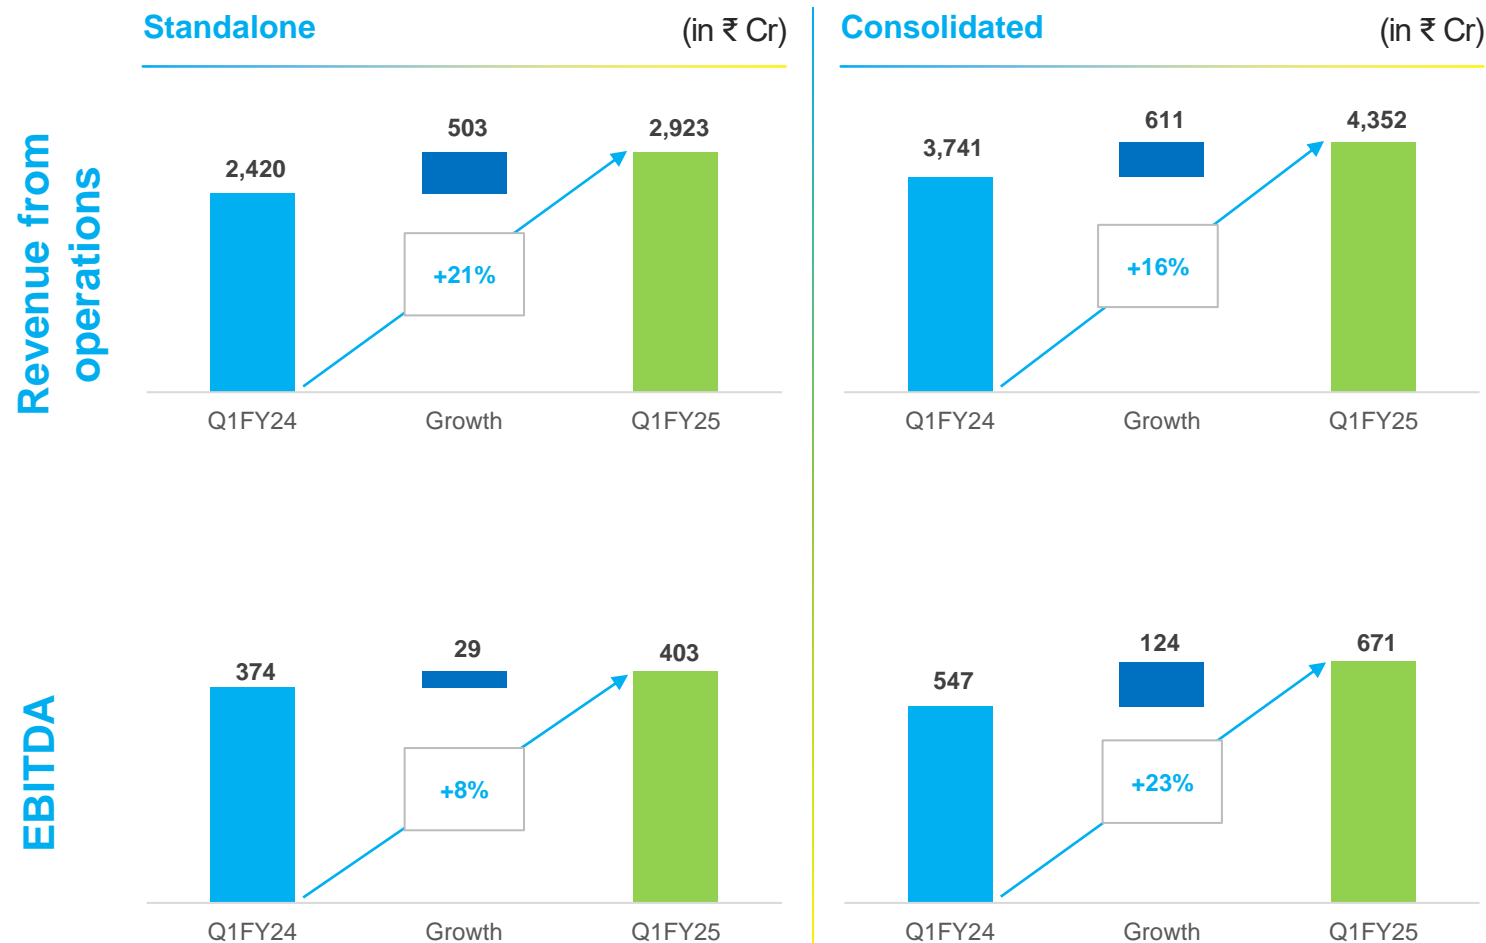 Standalone
(in ₹ Cr)
Consolidated
(in ₹ Cr)
Revenue from
operations
2,420
503
2,923
+21%
Q1FY24
Growth
Q1FY25
3,741
611
4,352
+16%
Q1FY24
Growth
Q1FY25
EBITDA
374
29
403
+8%
Q1FY24
Growth
Q1FY25
547
124
671
+23%
Q1FY24
Growth
Q1FY25